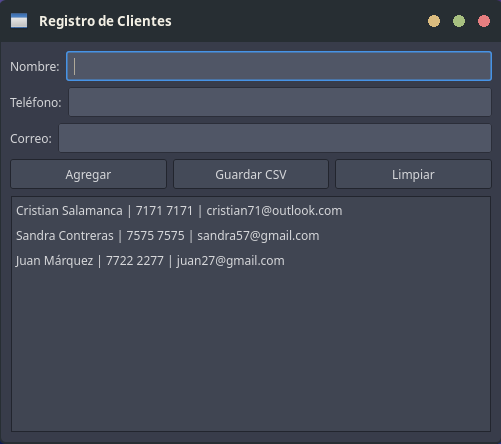 Registro de Clientes
Nombre:
Teléfono:
Correo:
Agregar Guardar CSV Limpiar
Cristian Salamanca | 7171 7171 | cristian71@outlook.com
Sandra Contreras | 7575 7575 | sandra57@gmail.com
Juan Márquez | 7722 2277 | juan27@gmail.com